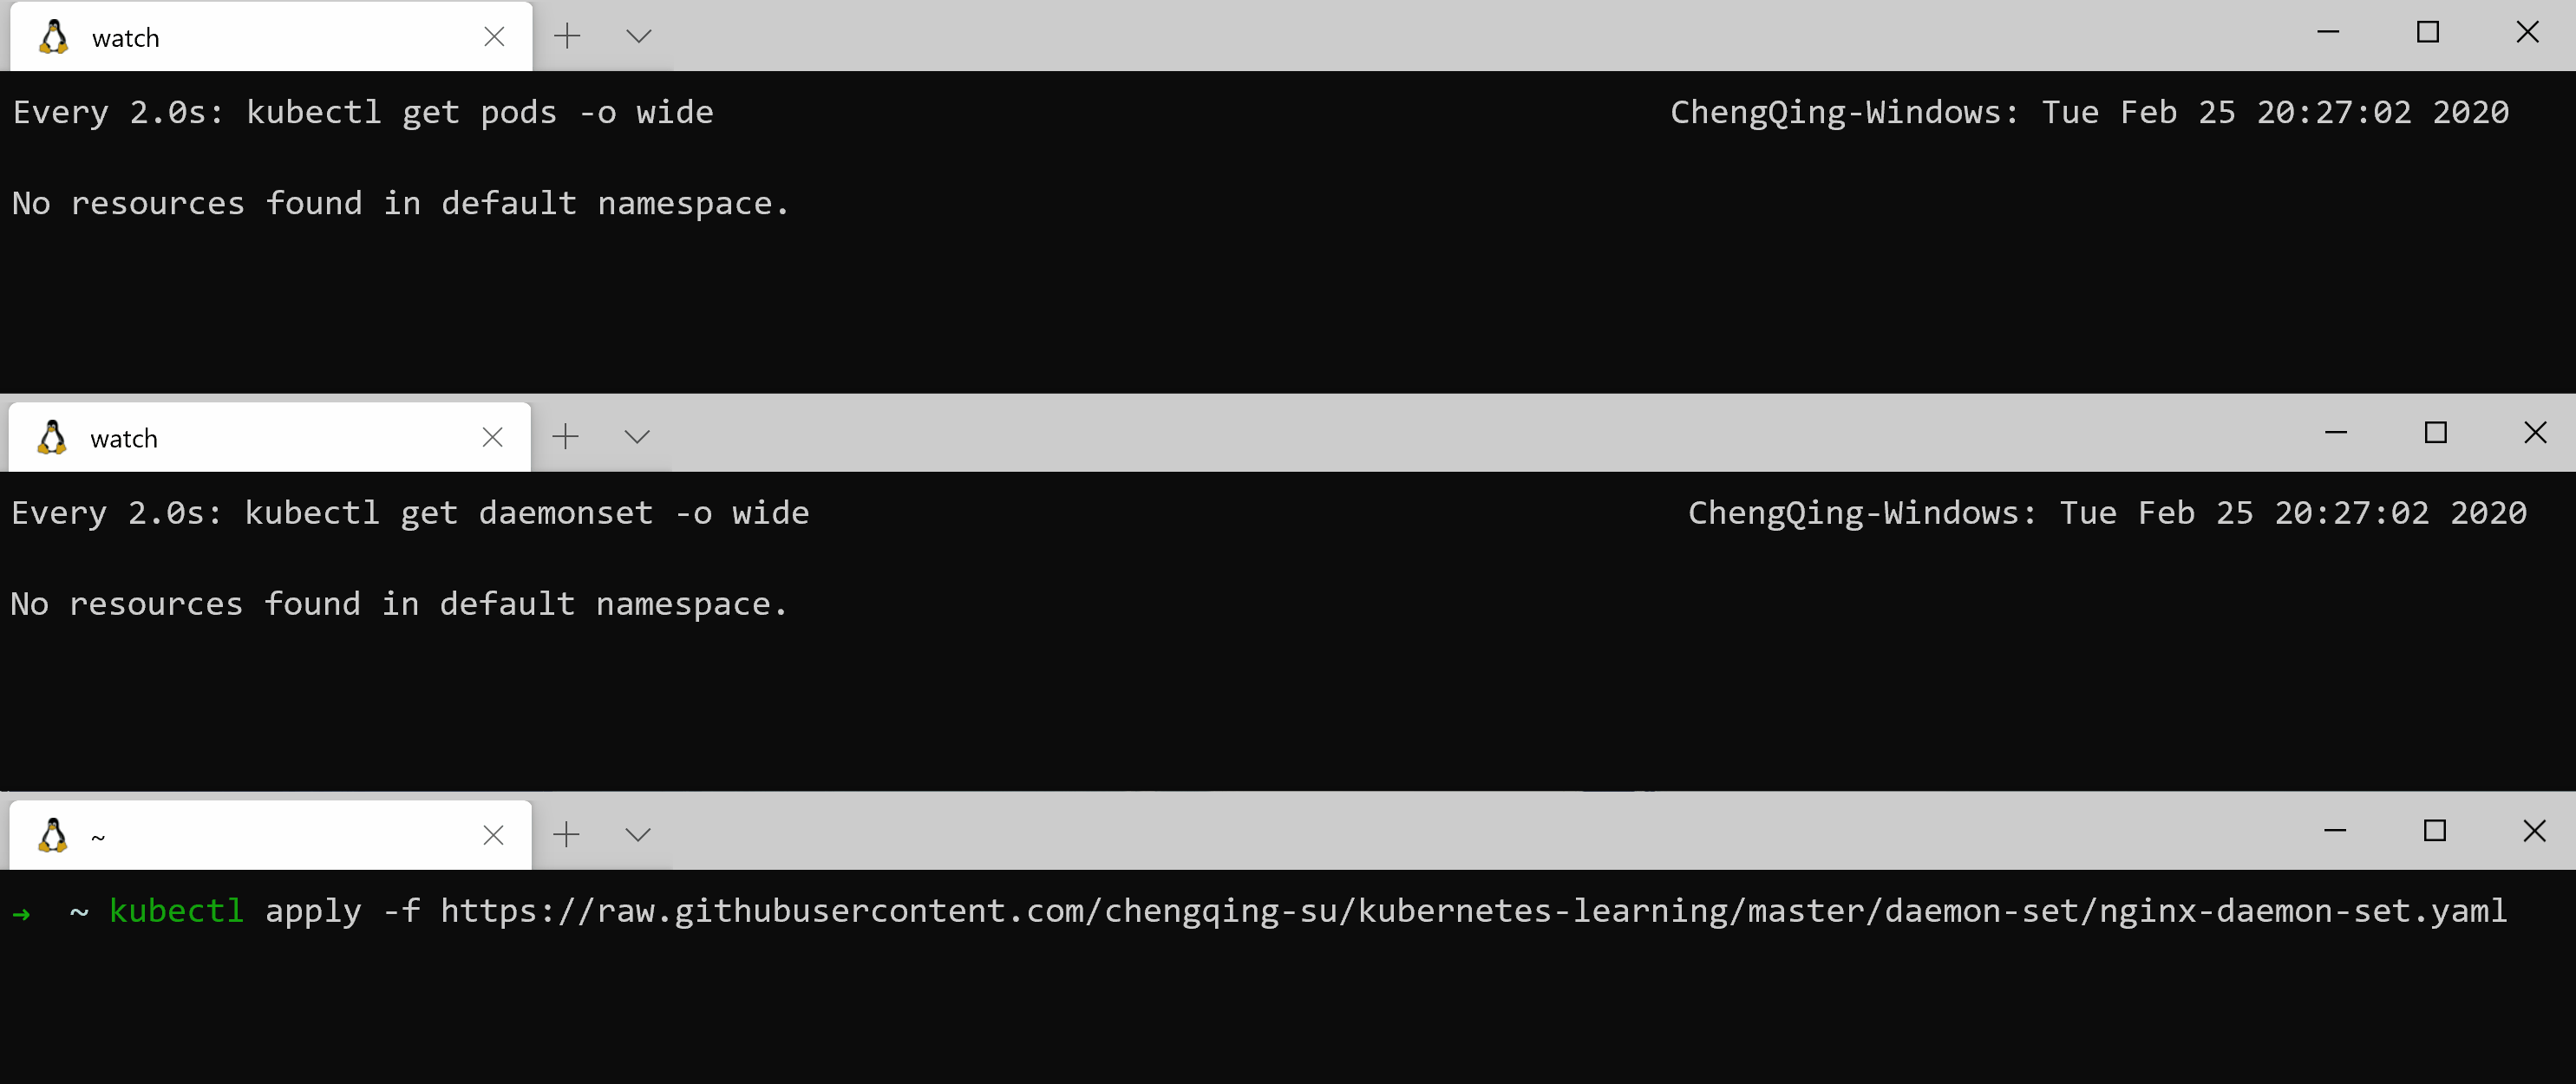 watch
Every 2.0s: kubectl get pods -o wide ChengQing-Windows: Tue Feb 25 20:27:02 2020
No resources found in default namespace.
watch
Every 2.0s: kubectl get daemonset -o wide ChengQing-Windows: Tue Feb 25 20:27:02 2020
No resources found in default namespace.
~
→ ~ kubectl apply -f https://raw.githubusercontent.com/chengqing-su/kubernetes-learning/master/daemon-set/nginx-daemon-set.yaml